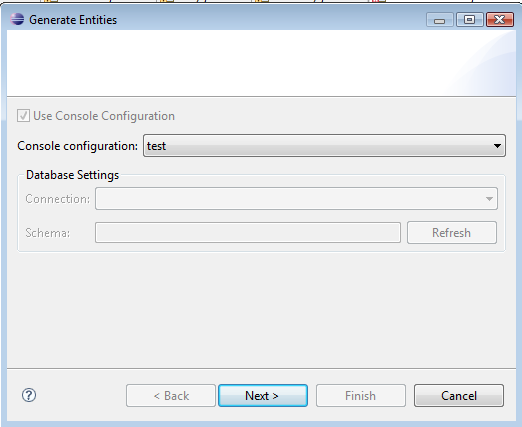 Generate Entities
Use Console Configuration
Console configuration: test
Database Settings
Connection:
Schema: Refresh
? < Back Next > Finish Cancel